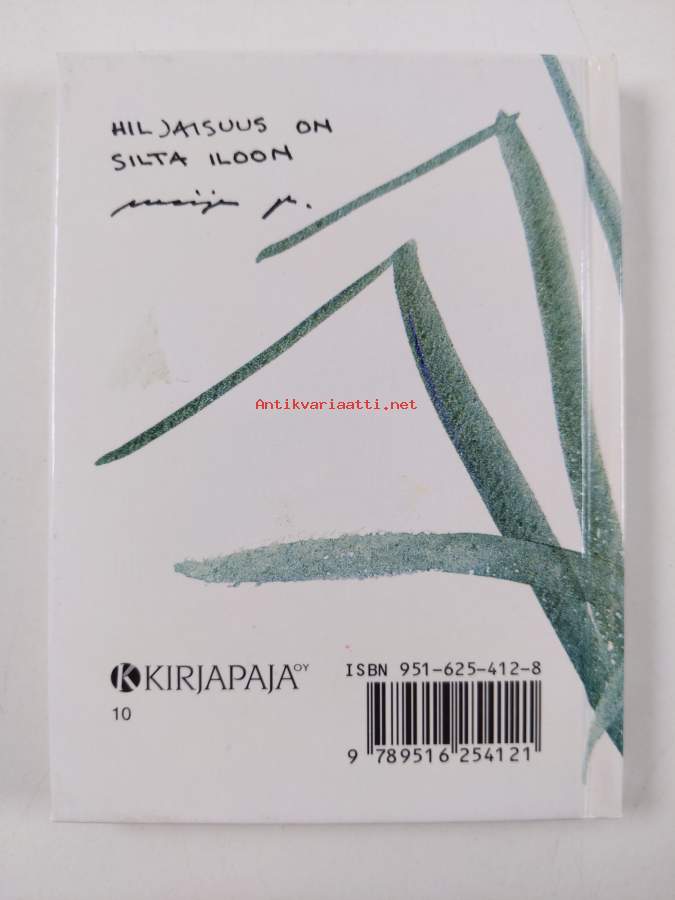 HILJAISUUS ON
SILTA ILOON
Antikvariaatti.net
KIRJAPAJA OY
10
ISBN 951-625-412-8
9 789516 254121